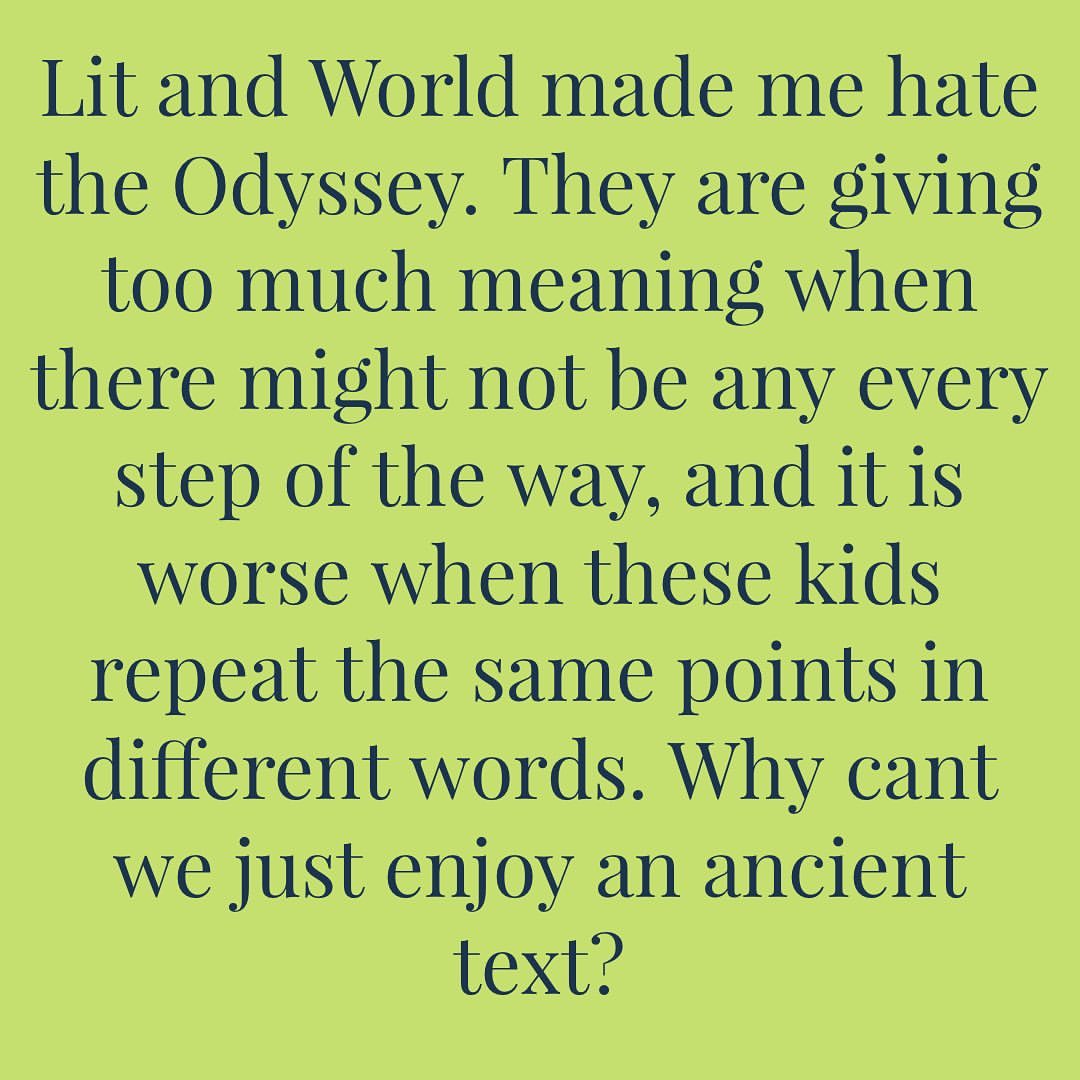 Lit and World made me hate
the Odyssey. They are giving
too much meaning when
there might not be any every
step of the way, and it is
worse when these kids
repeat the same points in
different words. Why cant
we just enjoy an ancient
text?